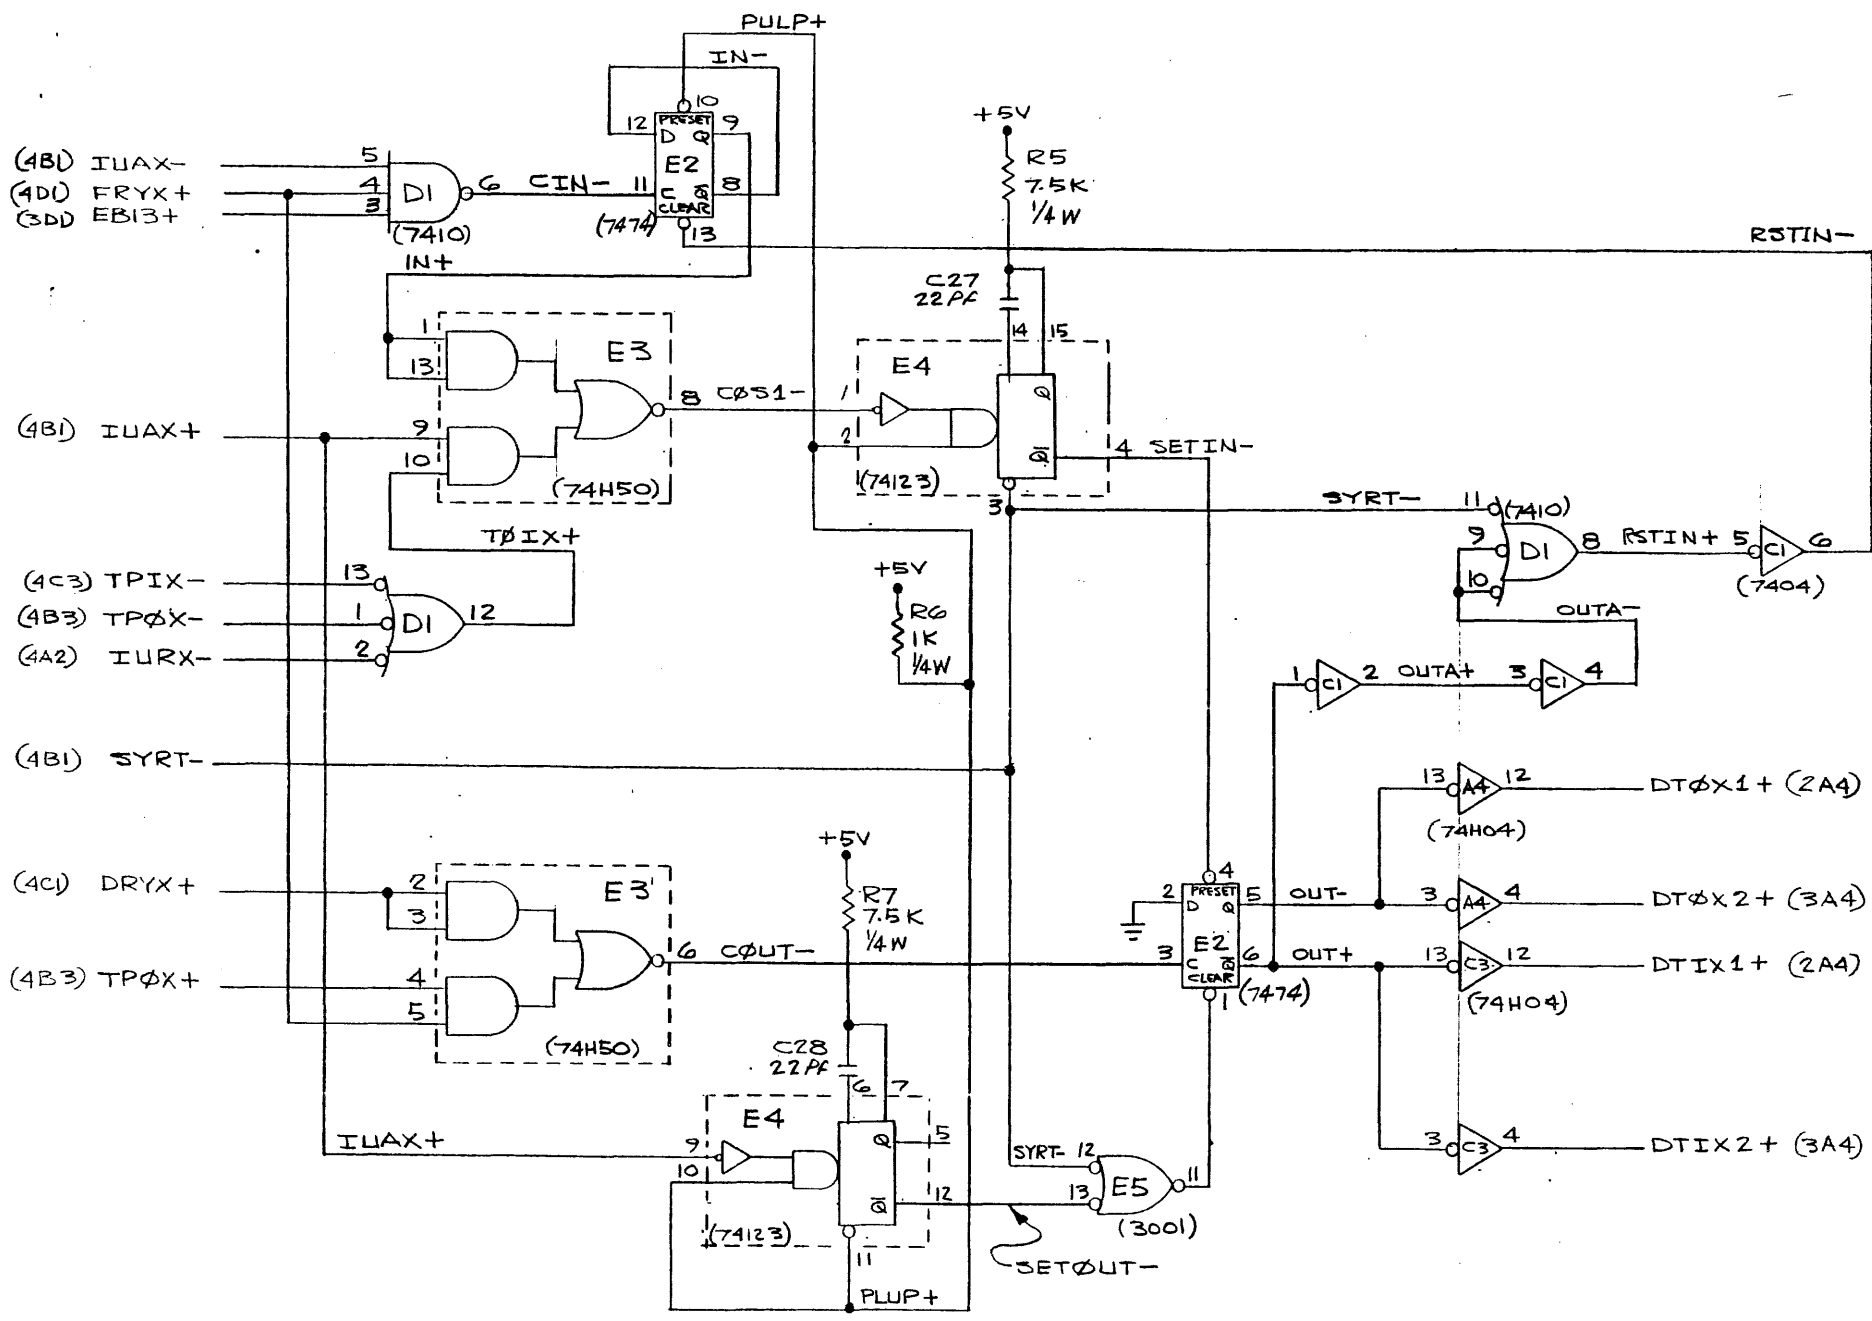 PULP+
IN-
10
PRESET
12 D Q 9
E2
11 C Q 8
CLEAR
(7474)
13
(4B1) IUAX- 5
(4D1) FRYX+ 4
(3D1) EBI3+ 3
D1
6 CIN-
(7410)
IN+
+5V
R5
7.5K
1/4W
RSTIN-
C27
22Pf
14 15
1
13
E3
9
10
(74H50)
8 CØS1-
(4B1) IUAX+
1
2
E4
Q
Q
(74123)
3
4 SETIN-
TØIX+
(4C3) TPIX- 13
(4B3) TPØX- 1
(4A2) IURX- 2
D1
12
+5V
R6
1K
1/4W
SYRT- 11
(7410)
9
10
D1
8 RSTIN+ 5
C1
6
(7404)
OUTA-
1 C1 2 OUTA+ 3 C1 4
(4B1) SYRT-
13 A4 12 DTØX1+ (2A4)
(74H04)
+5V
R7
7.5K
1/4W
(4C1) DRYX+ 2
3
E3
(4B3) TPØX+ 4
5
(74H50)
6 COUT-
4
PRESET
2 D Q 5 OUT-
E2
3 C Q 6 OUT+
CLEAR
1 (7474)
3 A4 4 DTØX2+ (3A4)
13 C3 12 DTIX1+ (2A4)
(74H04)
3 C3 4 DTIX2+ (3A4)
C28
22Pf
6 7
E4
IUAX+ 9
10
Q 5
Q 12
(74123)
11
PLUP+
SYRT- 12
13
E5
11
(3001)
SETØUT-